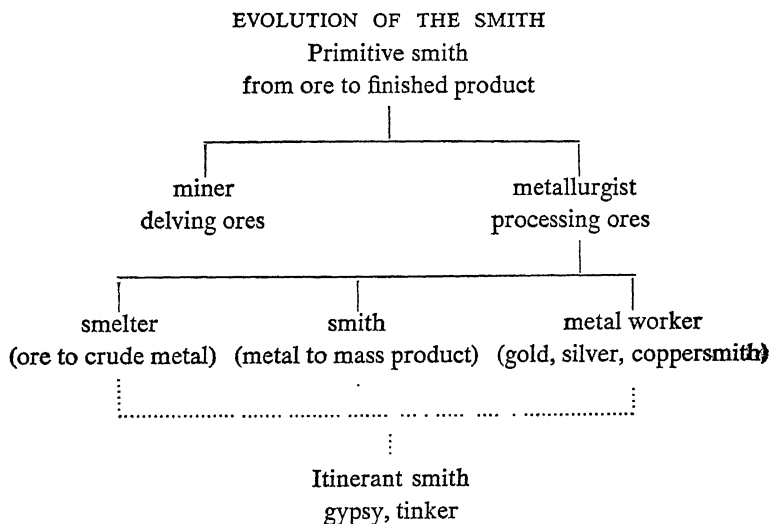 EVOLUTION OF THE SMITH
Primitive smith
from ore to finished product
miner
delving ores
metallurgist
processing ores
smelter
(ore to crude metal)
smith
(metal to mass product)
metal worker
(gold, silver, coppersmith)
Itinerant smith
gypsy, tinker